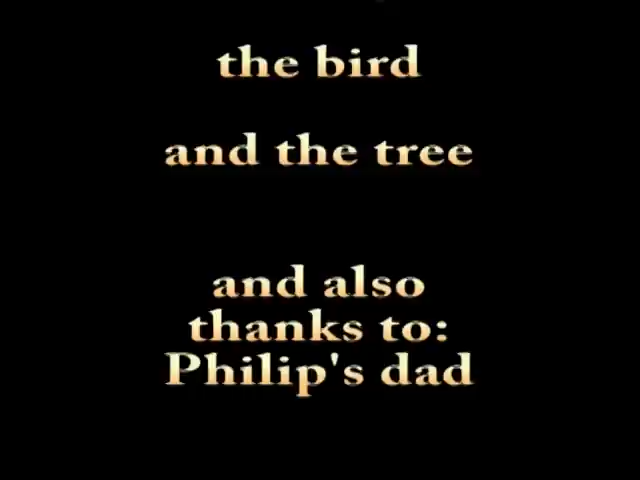 the bird
and the tree
and also
thanks to:
Philip's dad